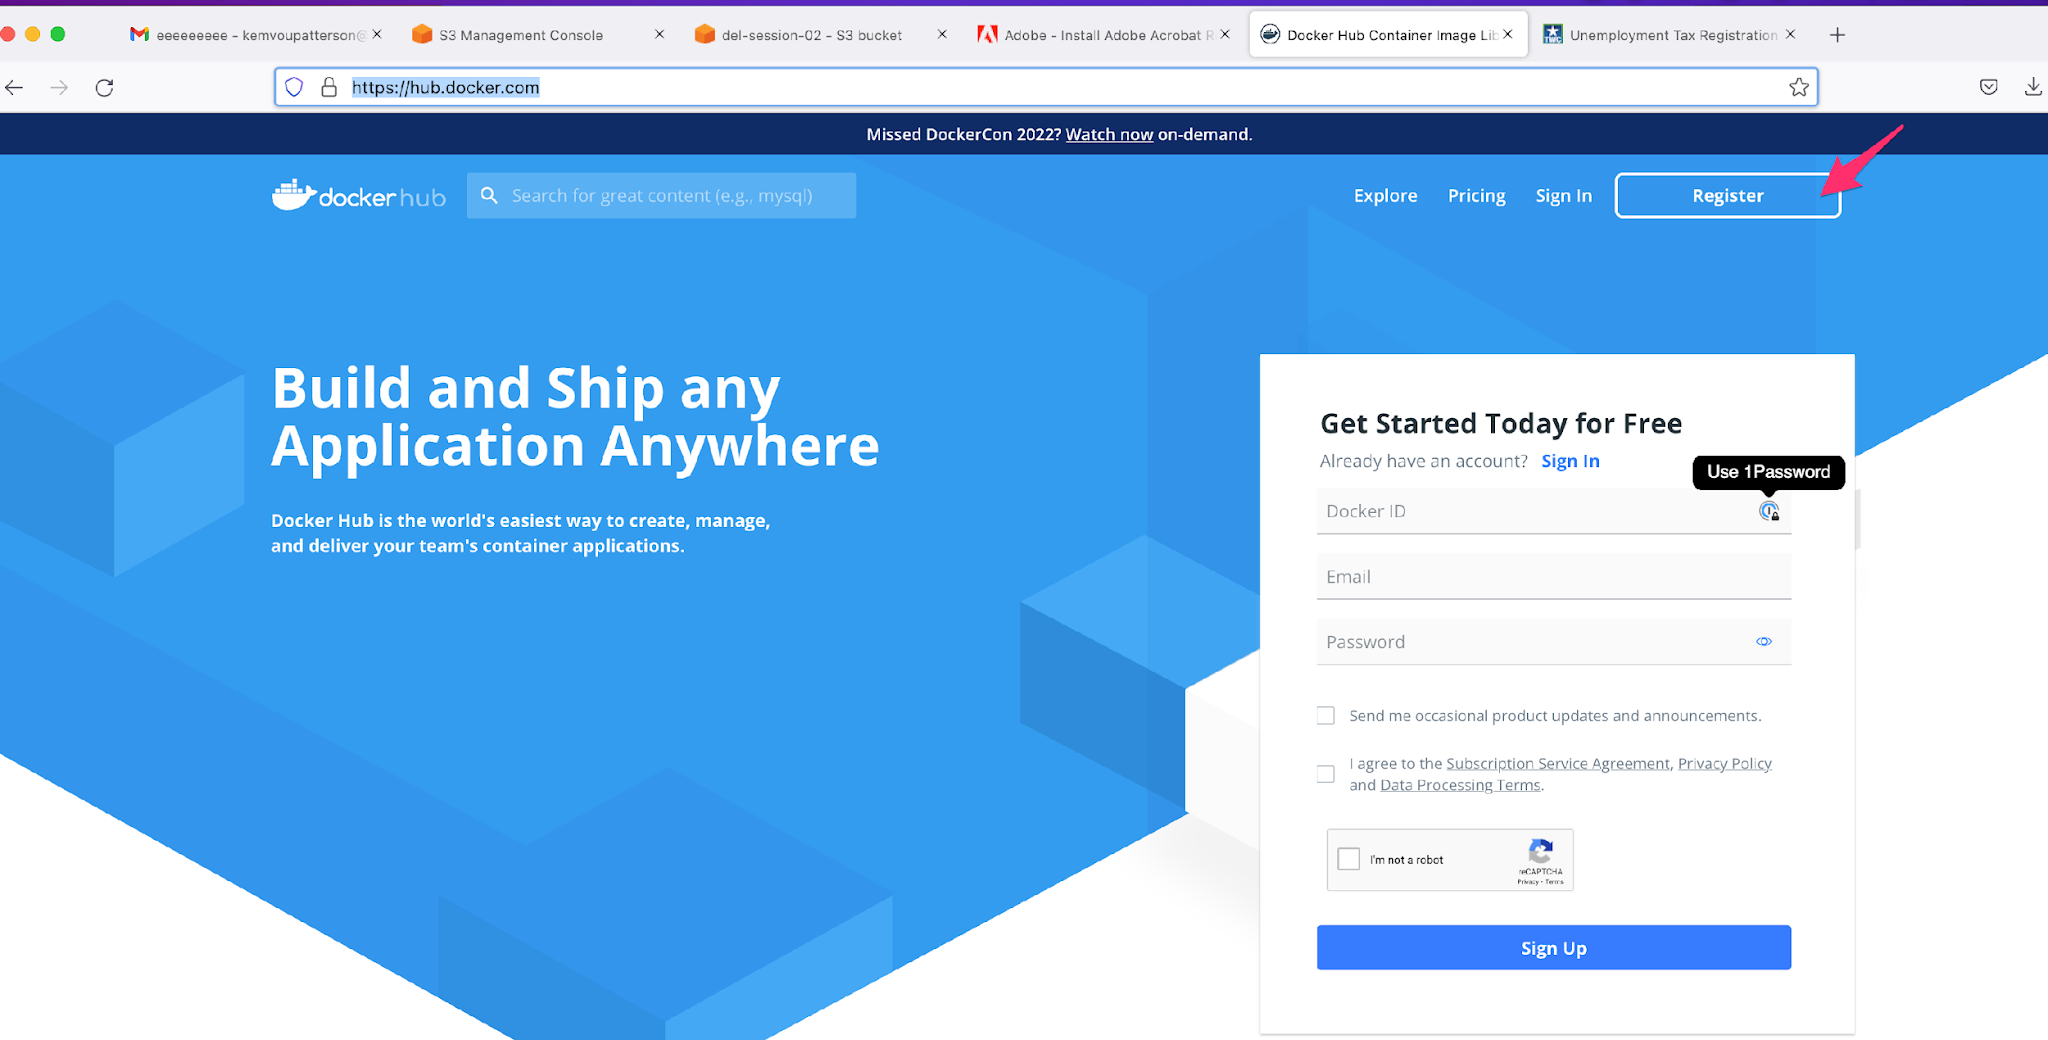 eeeeeeeee - kemvoupatterson@
S3 Management Console
del-session-02 - S3 bucket
Adobe - Install Adobe Acrobat R
Docker Hub Container Image Lib
Unemployment Tax Registration
https://hub.docker.com
Missed DockerCon 2022? Watch now on-demand.
docker hub
Search for great content (e.g., mysql)
Explore
Pricing
Sign In
Register
Build and Ship any
Application Anywhere
Docker Hub is the world's easiest way to create, manage,
and deliver your team's container applications.
Get Started Today for Free
Already have an account? Sign In
Use 1Password
Docker ID
Email
Password
Send me occasional product updates and announcements.
I agree to the Subscription Service Agreement, Privacy Policy
and Data Processing Terms.
I'm not a robot
reCAPTCHA
Privacy - Terms
Sign Up